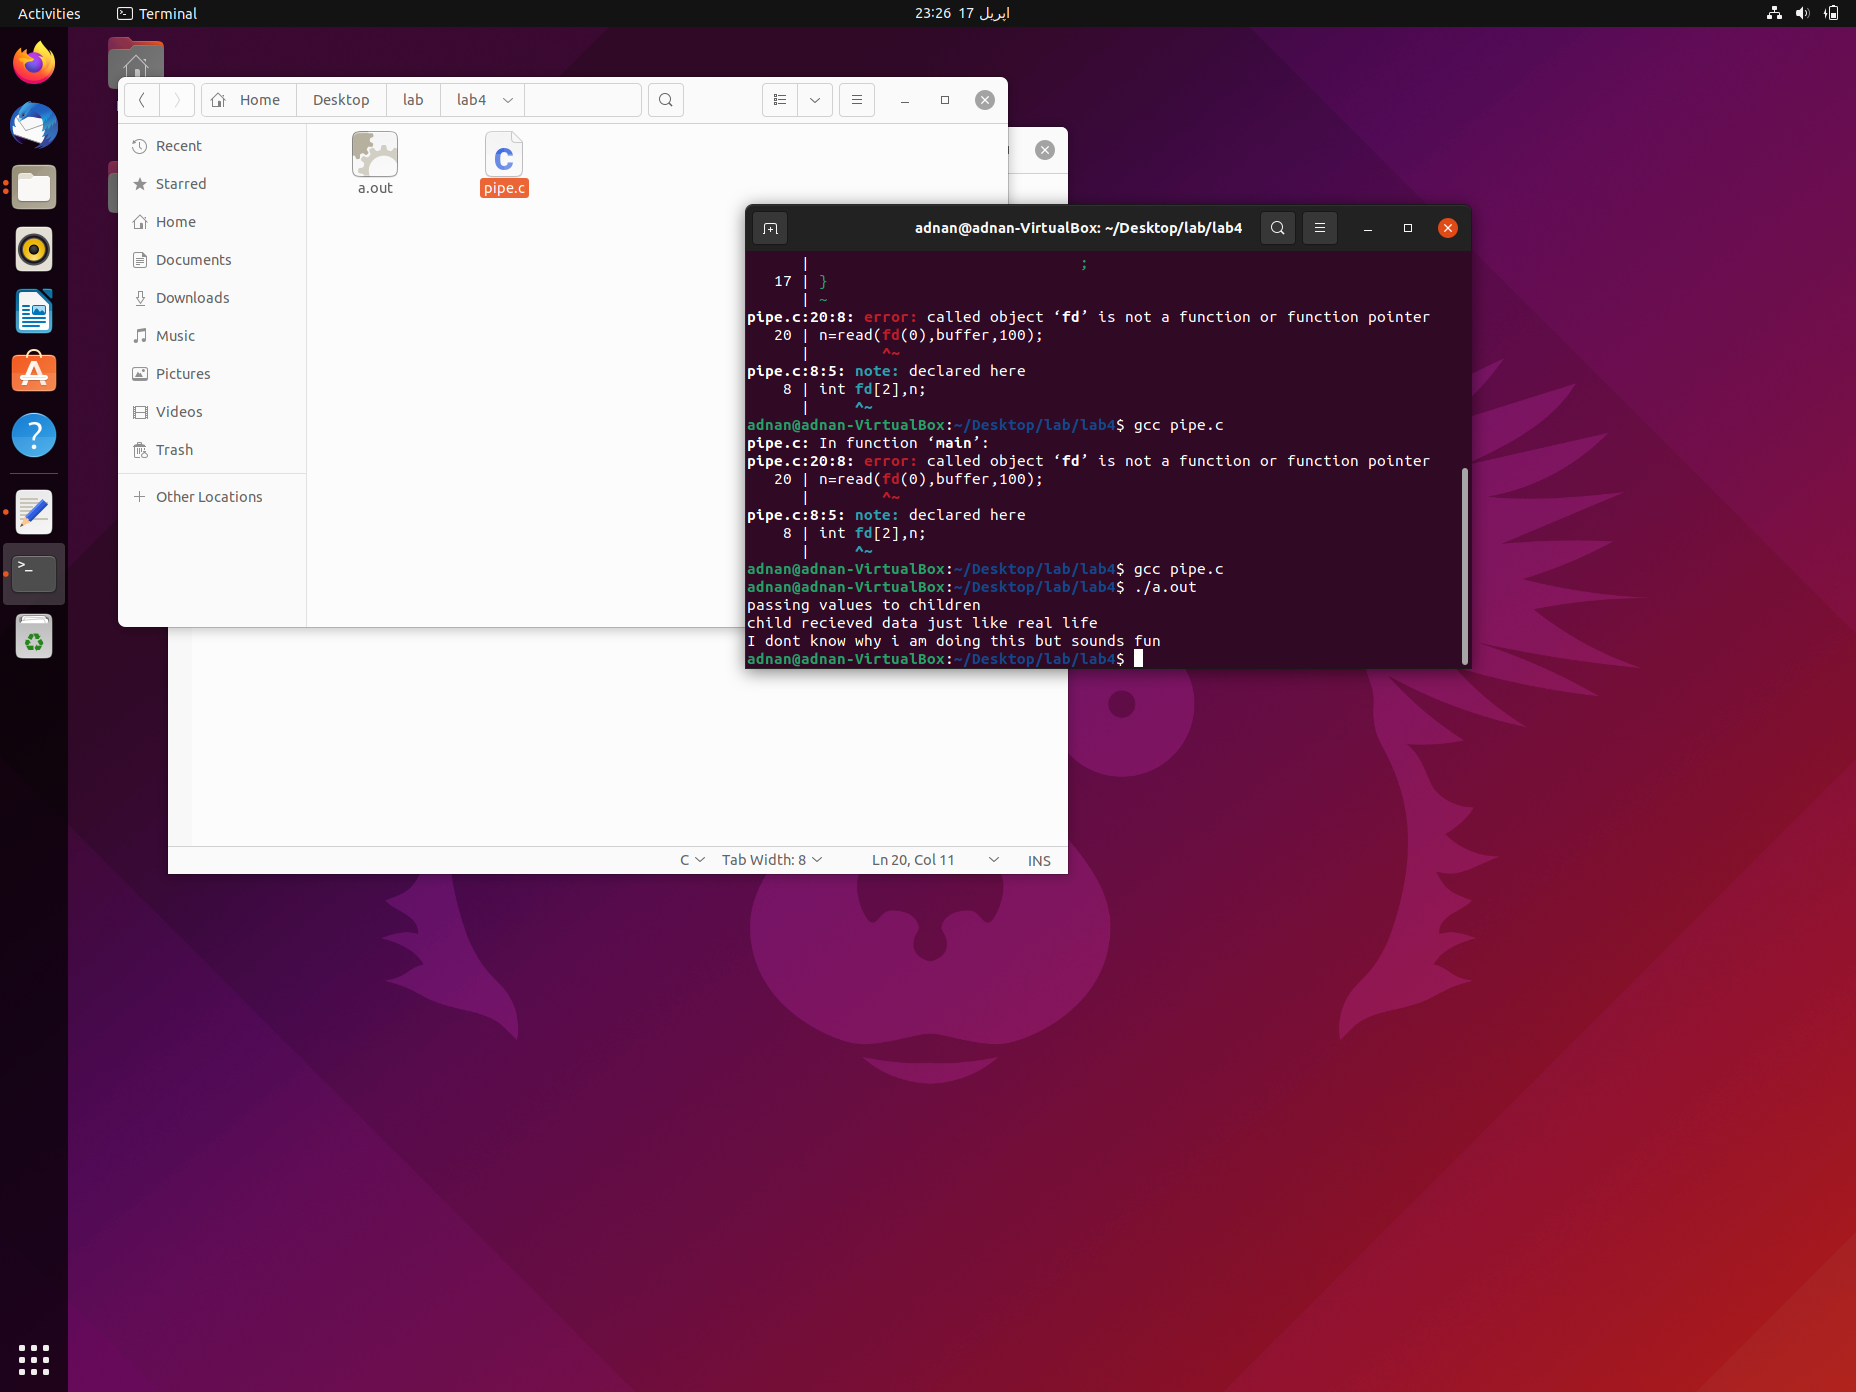 Activities
Terminal
23:26 17 اپریل
Home
Desktop
lab
lab4
Recent
Starred
Home
Documents
Downloads
Music
Pictures
Videos
Trash
Other Locations
a.out
pipe.c
C
Tab Width: 8
Ln 20, Col 11
INS
adnan@adnan-VirtualBox: ~/Desktop/lab/lab4
| ;
17 | }
| ~
pipe.c:20:8: error: called object ‘fd’ is not a function or function pointer
20 | n=read(fd(0),buffer,100);
| ^~
pipe.c:8:5: note: declared here
8 | int fd[2],n;
| ^~
adnan@adnan-VirtualBox:~/Desktop/lab/lab4$ gcc pipe.c
pipe.c: In function ‘main’:
pipe.c:20:8: error: called object ‘fd’ is not a function or function pointer
20 | n=read(fd(0),buffer,100);
| ^~
pipe.c:8:5: note: declared here
8 | int fd[2],n;
| ^~
adnan@adnan-VirtualBox:~/Desktop/lab/lab4$ gcc pipe.c
adnan@adnan-VirtualBox:~/Desktop/lab/lab4$ ./a.out
passing values to children
child recieved data just like real life
I dont know why i am doing this but sounds fun
adnan@adnan-VirtualBox:~/Desktop/lab/lab4$